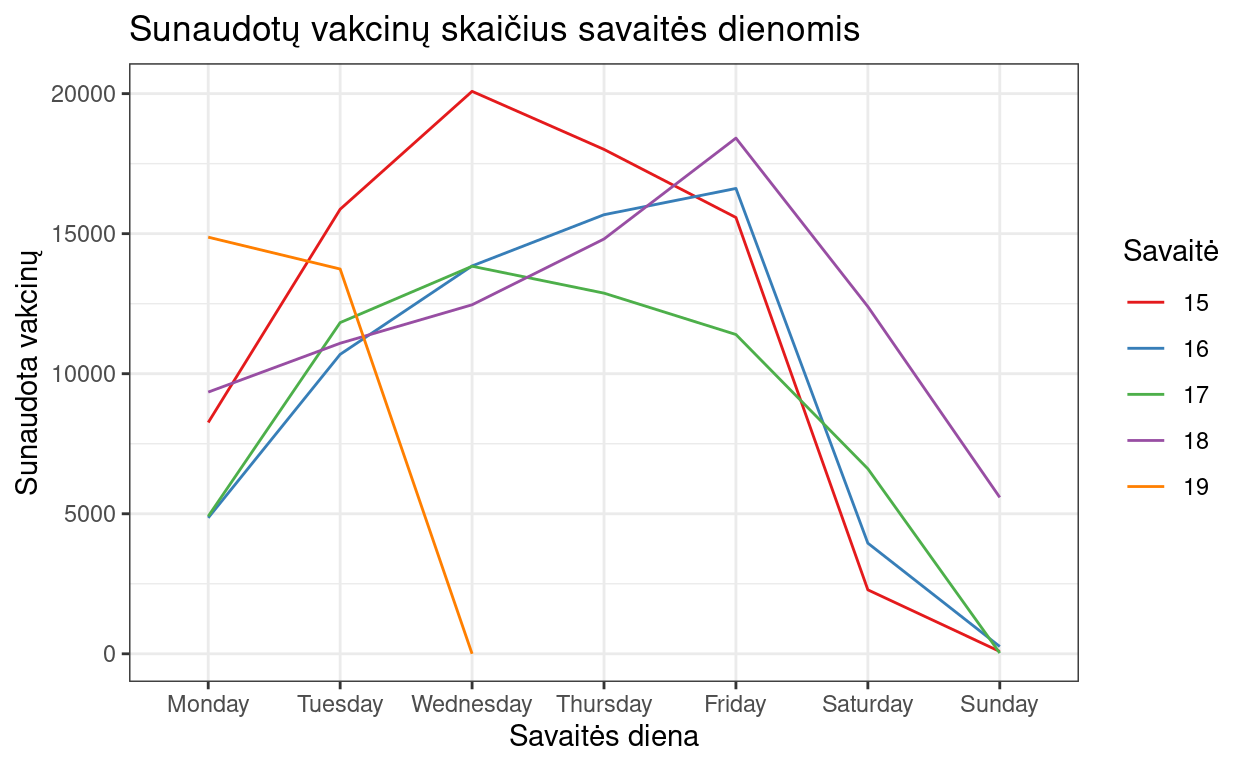 Sunaudotų vakcinų skaičius savaitės dienomis
Sunaudota vakcinų
20000
15000
10000
5000
0
Monday Tuesday Wednesday Thursday Friday Saturday Sunday
Savaitės diena
Savaitė
15
16
17
18
19